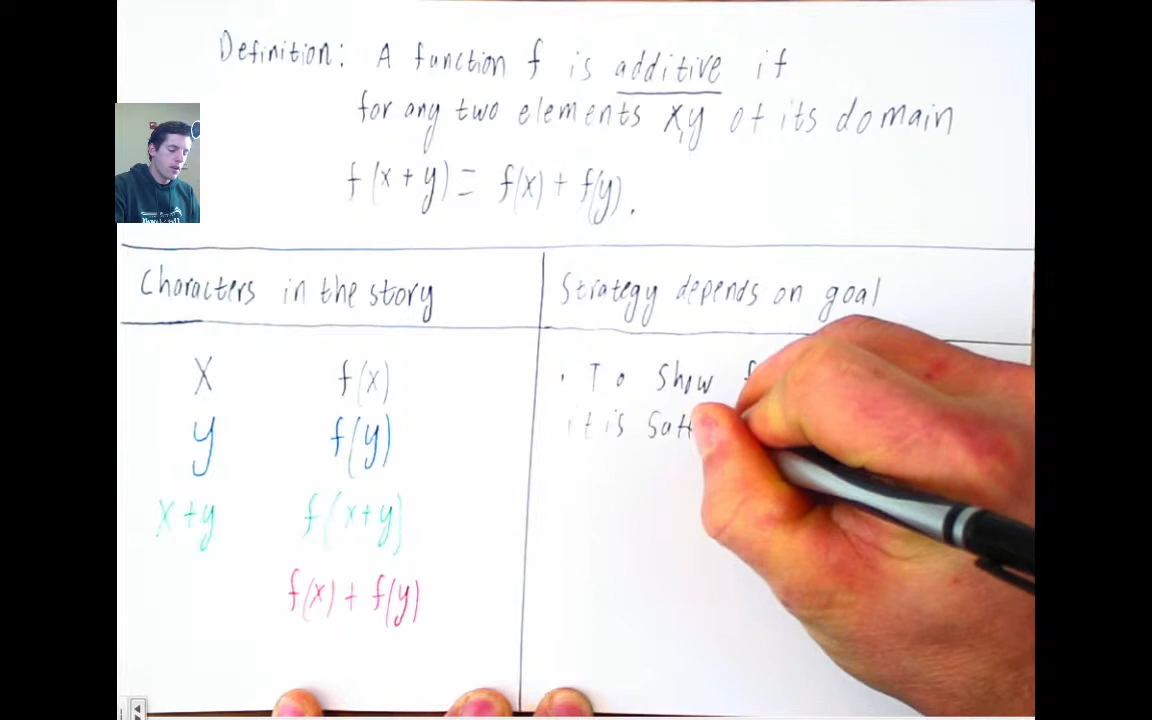 Definition: A function f is additive if
for any two elements x,y of its domain
f(x+y) = f(x) + f(y).
Characters in the story
Strategy depends on goal
x f(x)
y f(y)
x+y f(x+y)
f(x) + f(y)
· To show f
it is